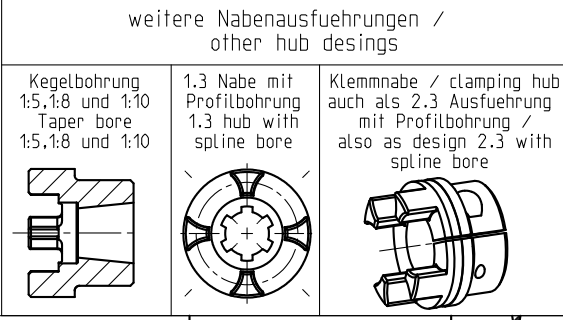 weitere Nabenausfuehrungen /
other hub desings
Kegelbohrung
1:5,1:8 und 1:10
Taper bore
1:5,1:8 und 1:10
1.3 Nabe mit
Profilbohrung
1.3 hub with
spline bore
Klemmnabe / clamping hub
auch als 2.3 Ausfuehrung
mit Profilbohrung /
also as design 2.3 with
spline bore